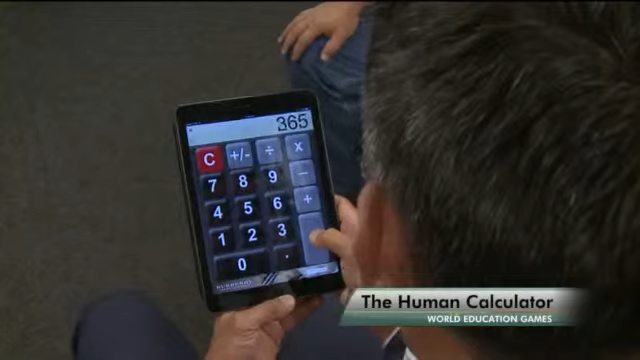 365
C +/- ÷ X
7 8 9 −
4 5 6 +
1 2 3
0 .
The Human Calculator
WORLD EDUCATION GAMES